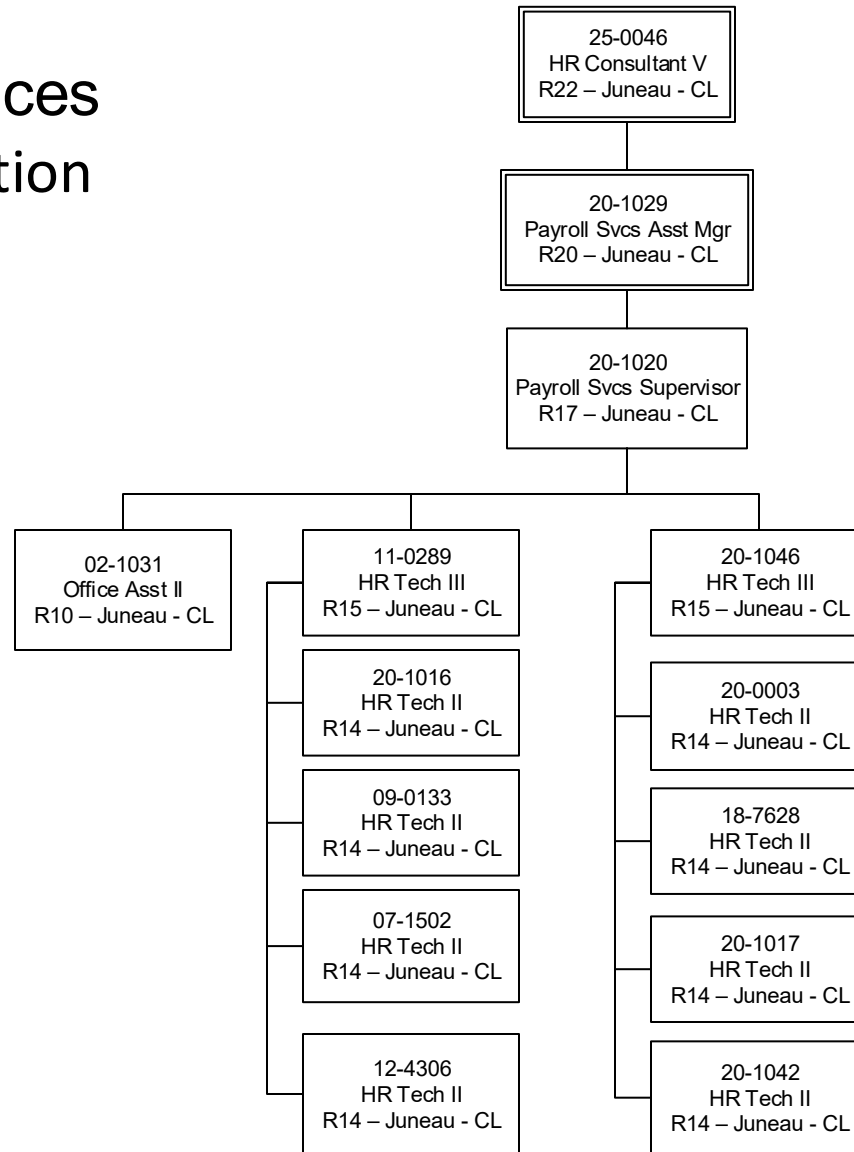 ces
tion
25-0046
HR Consultant V
R22 – Juneau - CL
20-1029
Payroll Svcs Asst Mgr
R20 – Juneau - CL
20-1020
Payroll Svcs Supervisor
R17 – Juneau - CL
02-1031
Office Asst II
R10 – Juneau - CL
11-0289
HR Tech III
R15 – Juneau - CL
20-1016
HR Tech II
R14 – Juneau - CL
09-0133
HR Tech II
R14 – Juneau - CL
07-1502
HR Tech II
R14 – Juneau - CL
12-4306
HR Tech II
R14 – Juneau - CL
20-1046
HR Tech III
R15 – Juneau - CL
20-0003
HR Tech II
R14 – Juneau - CL
18-7628
HR Tech II
R14 – Juneau - CL
20-1017
HR Tech II
R14 – Juneau - CL
20-1042
HR Tech II
R14 – Juneau - CL